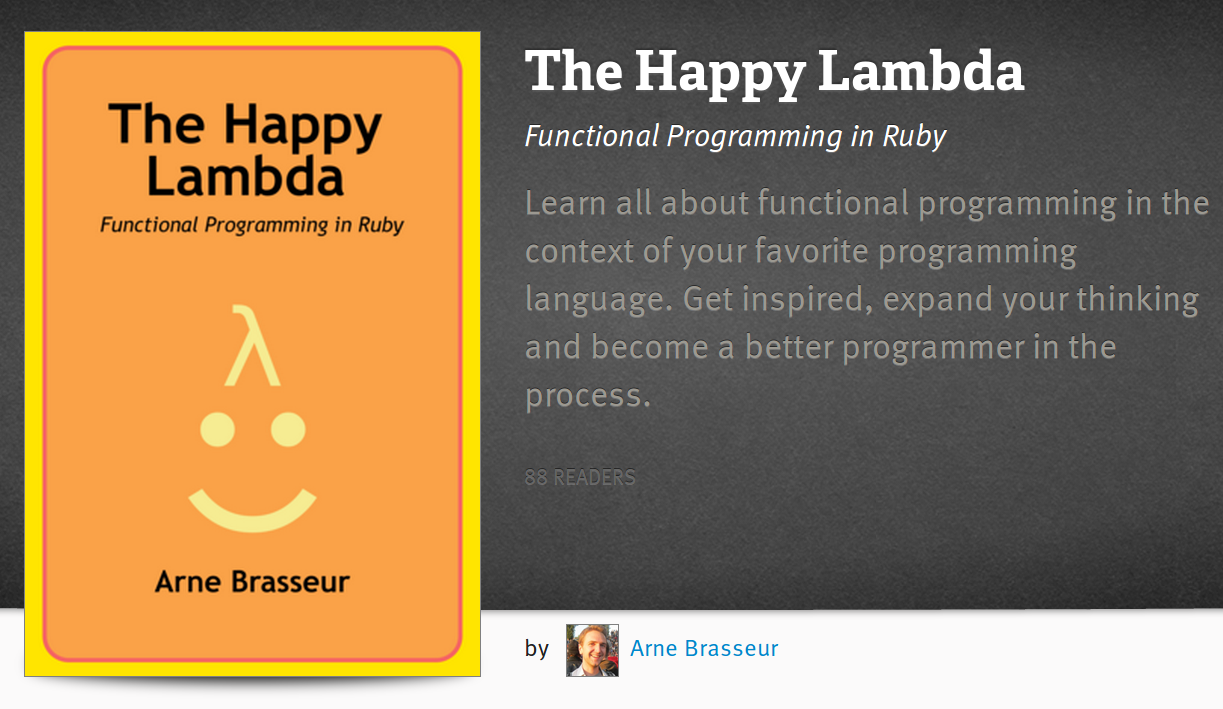 The Happy
Lambda
Functional Programming in Ruby
λ
Arne Brasseur
The Happy Lambda
Functional Programming in Ruby
Learn all about functional programming in the
context of your favorite programming
language. Get inspired, expand your thinking
and become a better programmer in the
process.
88 READERS
by Arne Brasseur